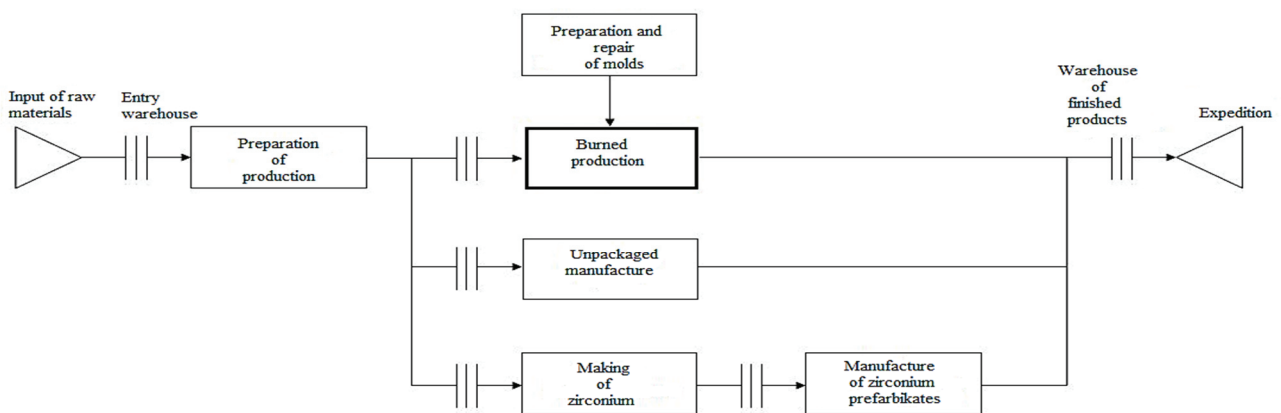 Preparation and
repair
of molds
Input of raw
materials
Entry
warehouse
Preparation
of
production
Burned
production
Warehouse
of
finished
products
Expedition
Unpackaged
manufacture
Making
of
zirconium
Manufacture
of zirconium
prefarbikates